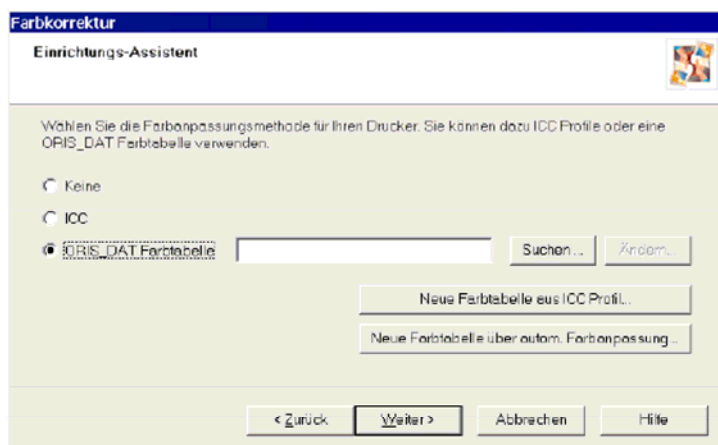 Farbkorrektur
Einrichtungs-Assistent
Wählen Sie die Farbanpassungsmethode für Ihren Drucker. Sie können dazu ICC Profile oder eine
ORIS_DAT Farbtabelle verwenden.
Keine
ICC
ORIS_DAT Farbtabelle Suchen... Ändern...
Neue Farbtabelle aus ICC Profil...
Neue Farbtabelle über autom. Farbanpassung...
< Zurück Weiter > Abbrechen Hilfe